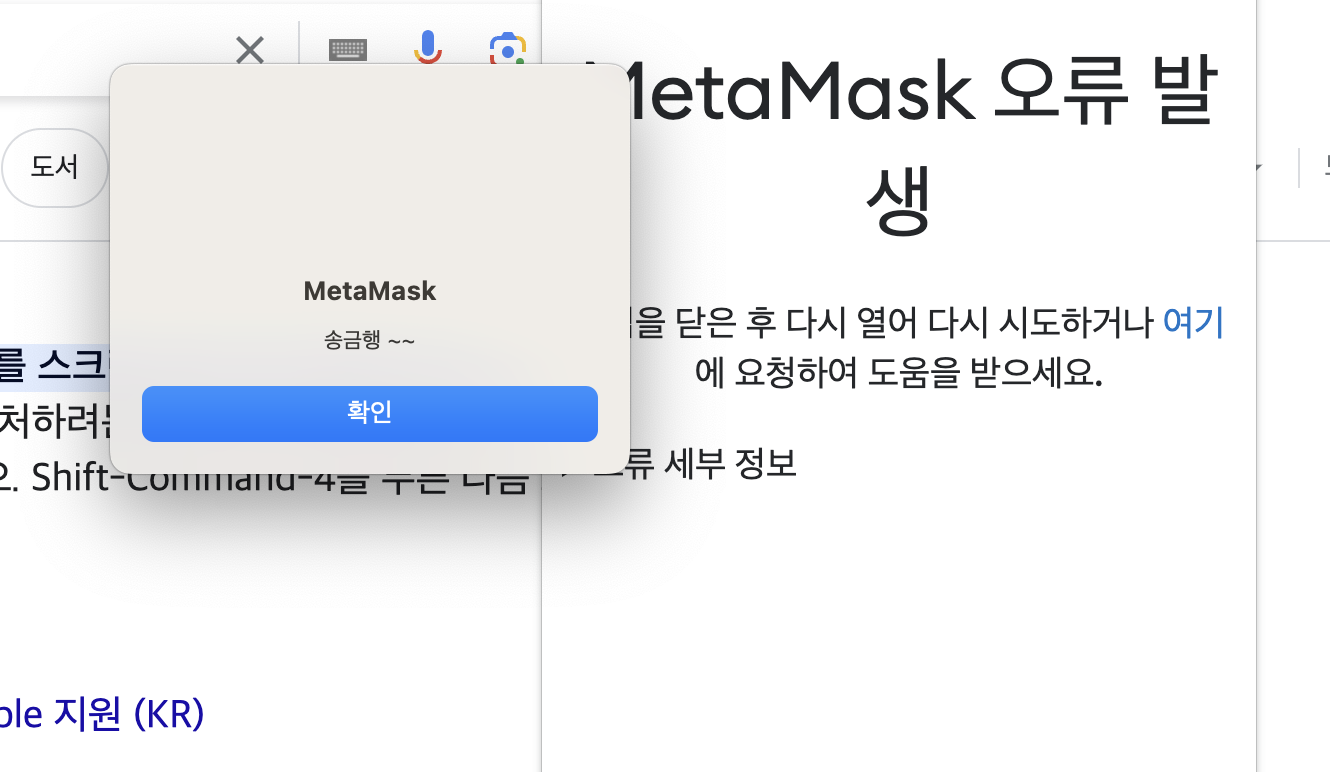 MetaMask 오류 발
생
도서
MetaMask
송금행 ~~
확인
을 닫은 후 다시 열어 다시 시도하거나 여기
에 요청하여 도움을 받으세요.
를 스크
처하려는
오류 세부 정보
2. Shift-Command-4를 누른 다음
ple 지원 (KR)